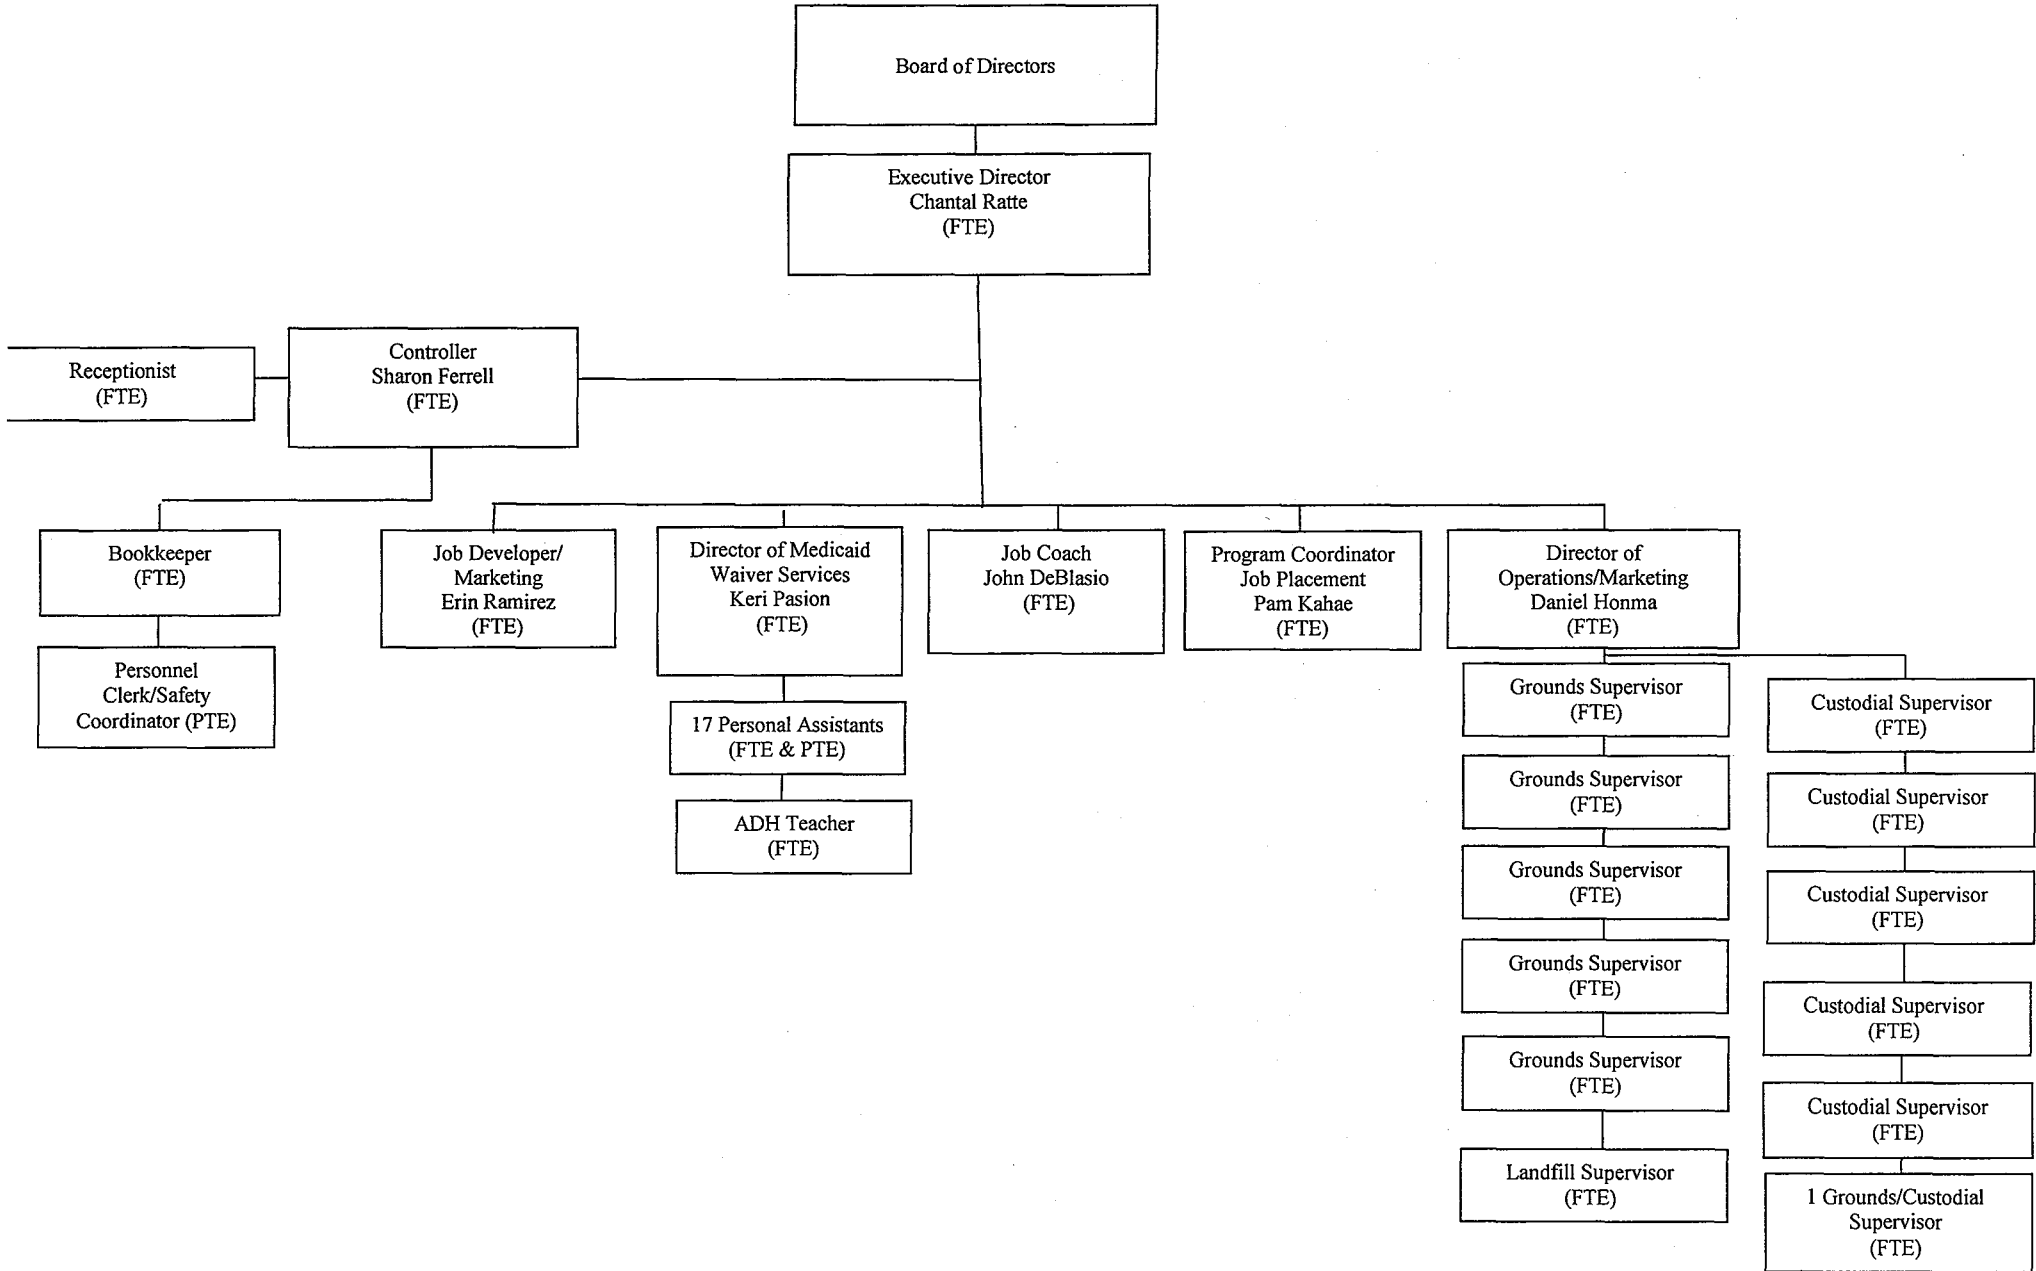 Board of Directors
Executive Director
Chantal Ratte
(FTE)
Receptionist
(FTE)
Controller
Sharon Ferrell
(FTE)
Bookkeeper
(FTE)
Personnel
Clerk/Safety
Coordinator (PTE)
Job Developer/
Marketing
Erin Ramirez
(FTE)
Director of Medicaid
Waiver Services
Keri Pasion
(FTE)
17 Personal Assistants
(FTE & PTE)
ADH Teacher
(FTE)
Job Coach
John DeBlasio
(FTE)
Program Coordinator
Job Placement
Pam Kahae
(FTE)
Director of
Operations/Marketing
Daniel Honma
(FTE)
Grounds Supervisor
(FTE)
Grounds Supervisor
(FTE)
Grounds Supervisor
(FTE)
Grounds Supervisor
(FTE)
Grounds Supervisor
(FTE)
Landfill Supervisor
(FTE)
Custodial Supervisor
(FTE)
Custodial Supervisor
(FTE)
Custodial Supervisor
(FTE)
Custodial Supervisor
(FTE)
Custodial Supervisor
(FTE)
1 Grounds/Custodial
Supervisor
(FTE)